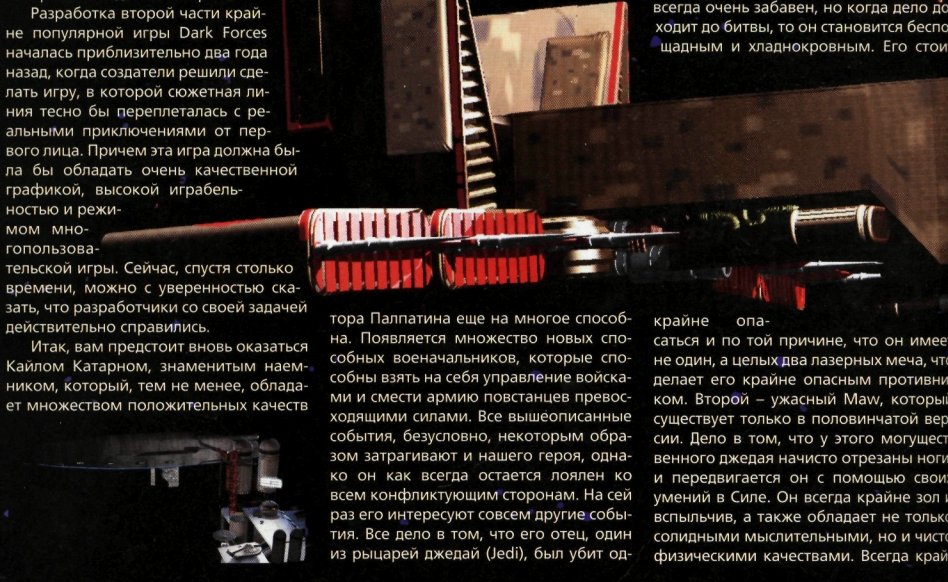 Разработка второй части край-
не популярной игры Dark Forces
началась приблизительно два года
назад, когда создатели решили сде-
лать игру, в которой сюжетная ли-
ния тесно бы переплеталась с ре-
альными приключениями от пер-
вого лица. Причем эта игра должна бы-
ла бы обладать очень качественной
графикой, высокой играбель-
ностью и режи-
мом мно-
гопользова-
тельской игры. Сейчас, спустя столько
времени, можно с уверенностью ска-
зать, что разработчики со своей задачей
действительно справились.
Итак, вам предстоит вновь оказаться
Кайлом Катарном, знаменитым наем-
ником, который, тем не менее, облада-
ет множеством положительных качеств
тора Палпатина еще на многое способ-
на. Появляется множество новых спо-
собных военачальников, которые спо-
собны взять на себя управление войска-
ми и смести армию повстанцев превос-
ходящими силами. Все вышеописанные
события, безусловно, некоторым обра-
зом затрагивают и нашего героя, одна-
ко он как всегда остается лоялен ко
всем конфликтующим сторонам. На сей
раз его интересуют совсем другие собы-
тия. Все дело в том, что его отец, один
из рыцарей джедай (Jedi), был убит од-
всегда очень забавен, но когда дело до
ходит до битвы, то он становится беспо
щадным и хладнокровным. Его стои
крайне опа-
саться и по той причине, что он имее
не один, а целых два лазерных меча, что
делает его крайне опасным противни
ком. Второй – ужасный Maw, который
существует только в половинчатой вер
сии. Дело в том, что у этого могущест
венного джедая начисто отрезаны ноги
и передвигается он с помощью своих
умений в Силе. Он всегда крайне зол и
вспыльчив, а также обладает не только
солидными мыслительными, но и чисто
физическими качествами. Всегда край